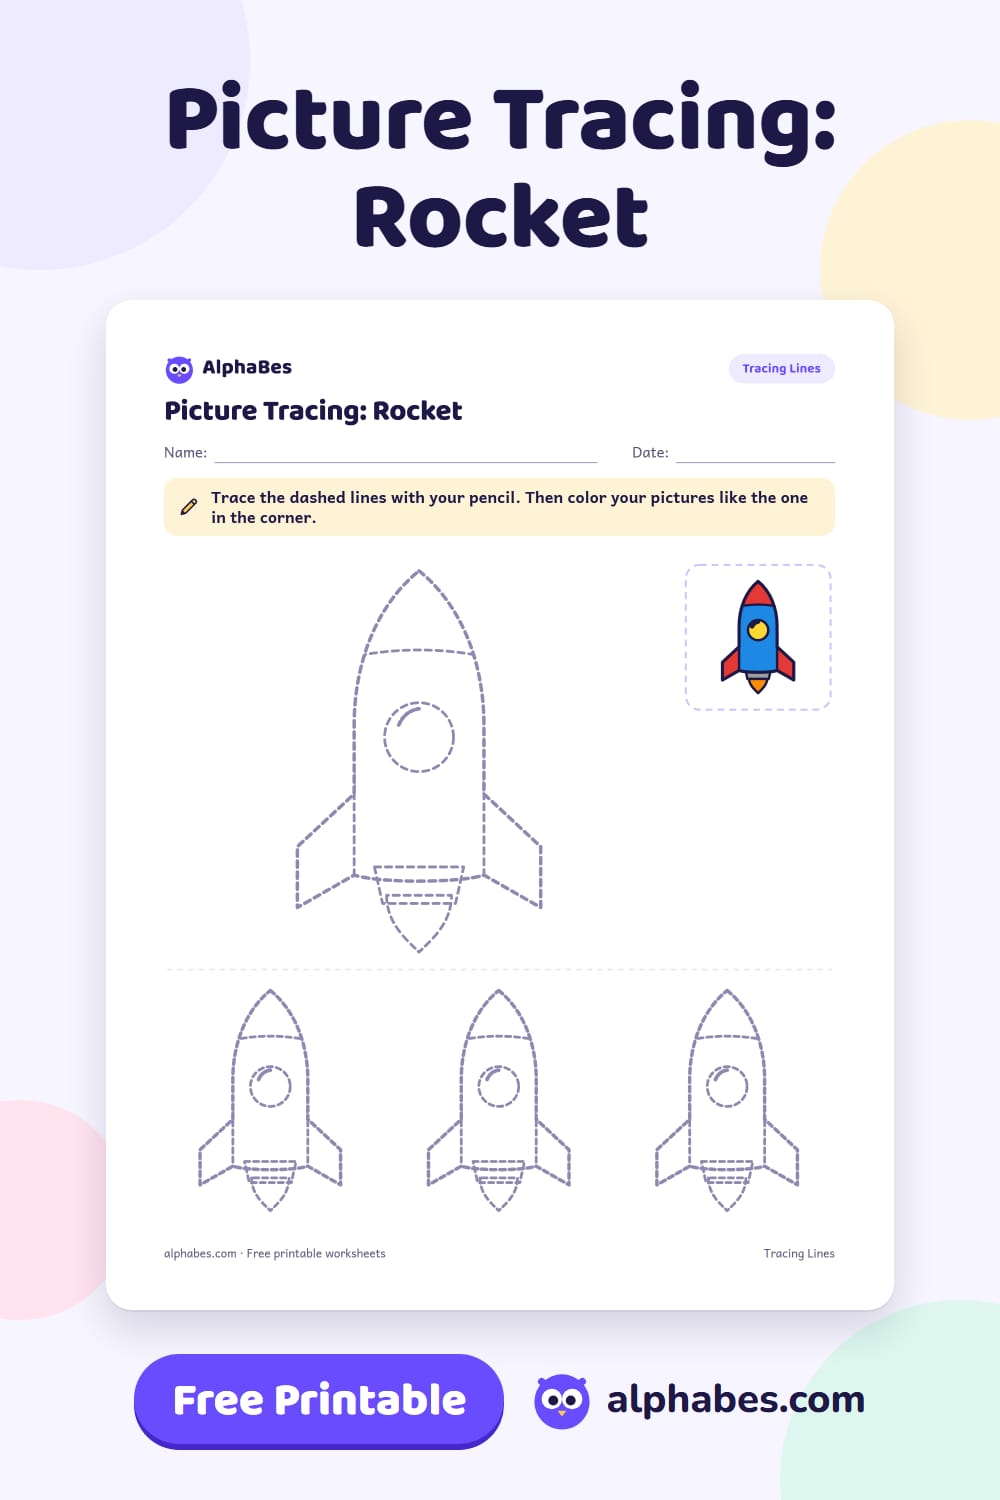 Picture Tracing:
Rocket
AlphaBes
Tracing Lines
Picture Tracing: Rocket
Name:
Date:
Trace the dashed lines with your pencil. Then color your pictures like the one
in the corner.
alphabes.com · Free printable worksheets
Tracing Lines
Free Printable
alphabes.com